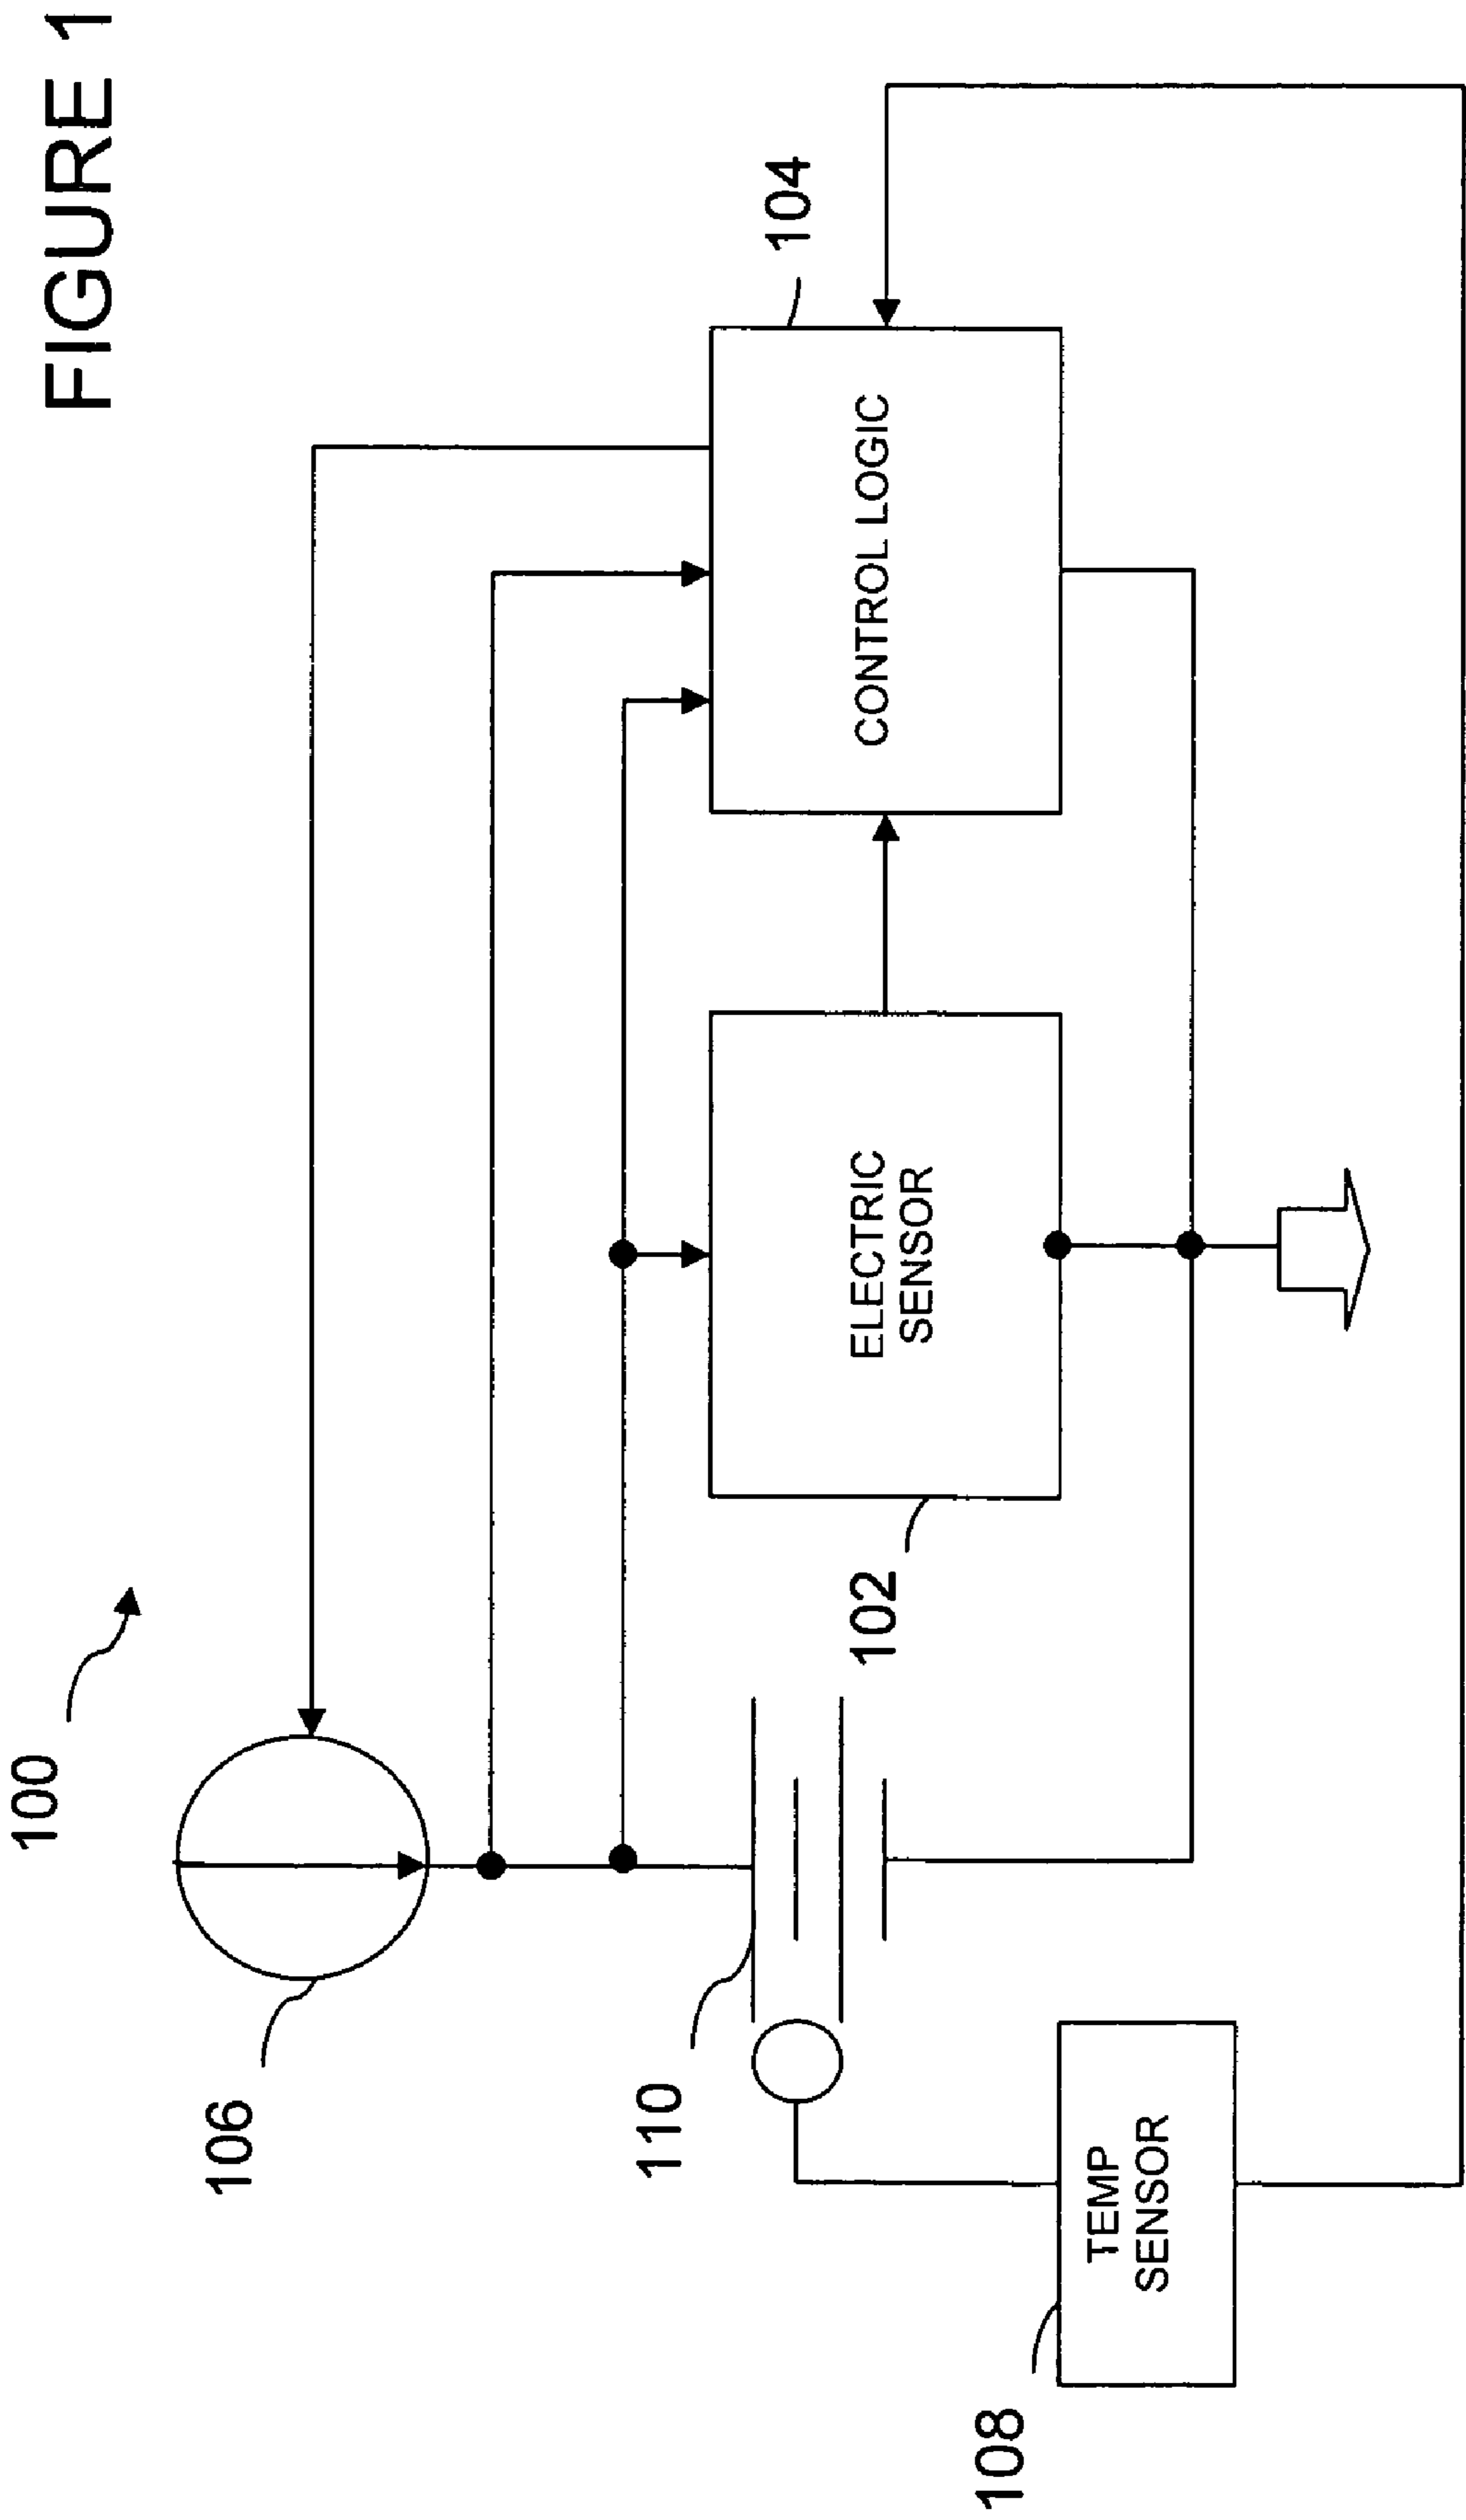 FIGURE 1
100
106
104
110
102
108
CONTROL LOGIC
ELECTRIC
SENSOR
TEMP
SENSOR